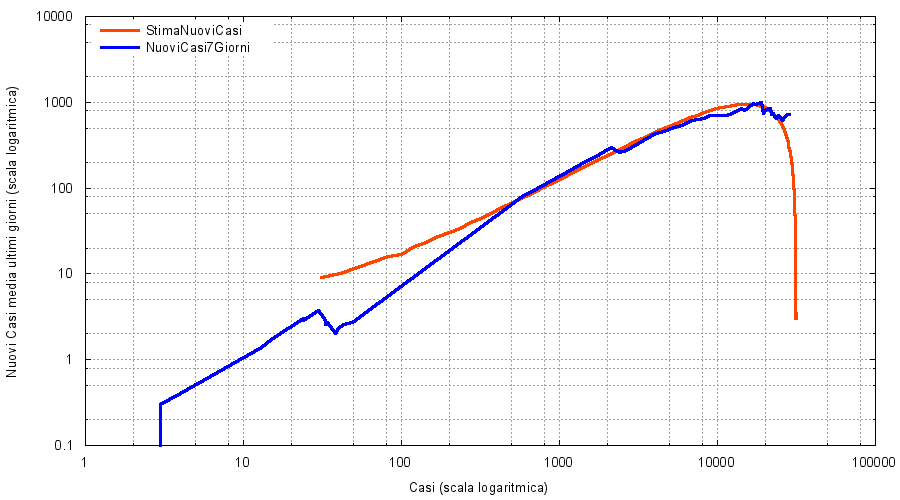 10000
StimaNuoviCasi
NuoviCasi7Giorni
1000
100
10
1
0.1
Nuovi Casi media ultimi giorni (scala logaritmica)
1 10 100 1000 10000 100000
Casi (scala logaritmica)